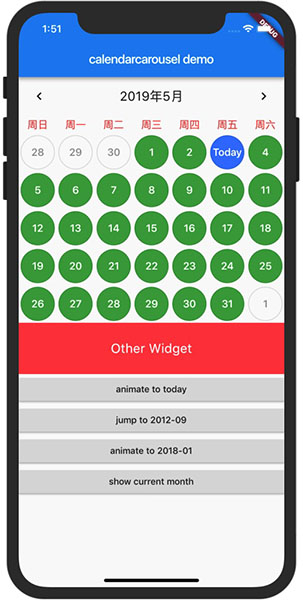 1:51
DEBUG
calendarcarousel demo
2019年5月
周日 周一 周二 周三 周四 周五 周六
28 29 30 1 2 Today 4
5 6 7 8 9 10 11
12 13 14 15 16 17 18
19 20 21 22 23 24 25
26 27 28 29 30 31 1
Other Widget
animate to today
jump to 2012-09
animate to 2018-01
show current month